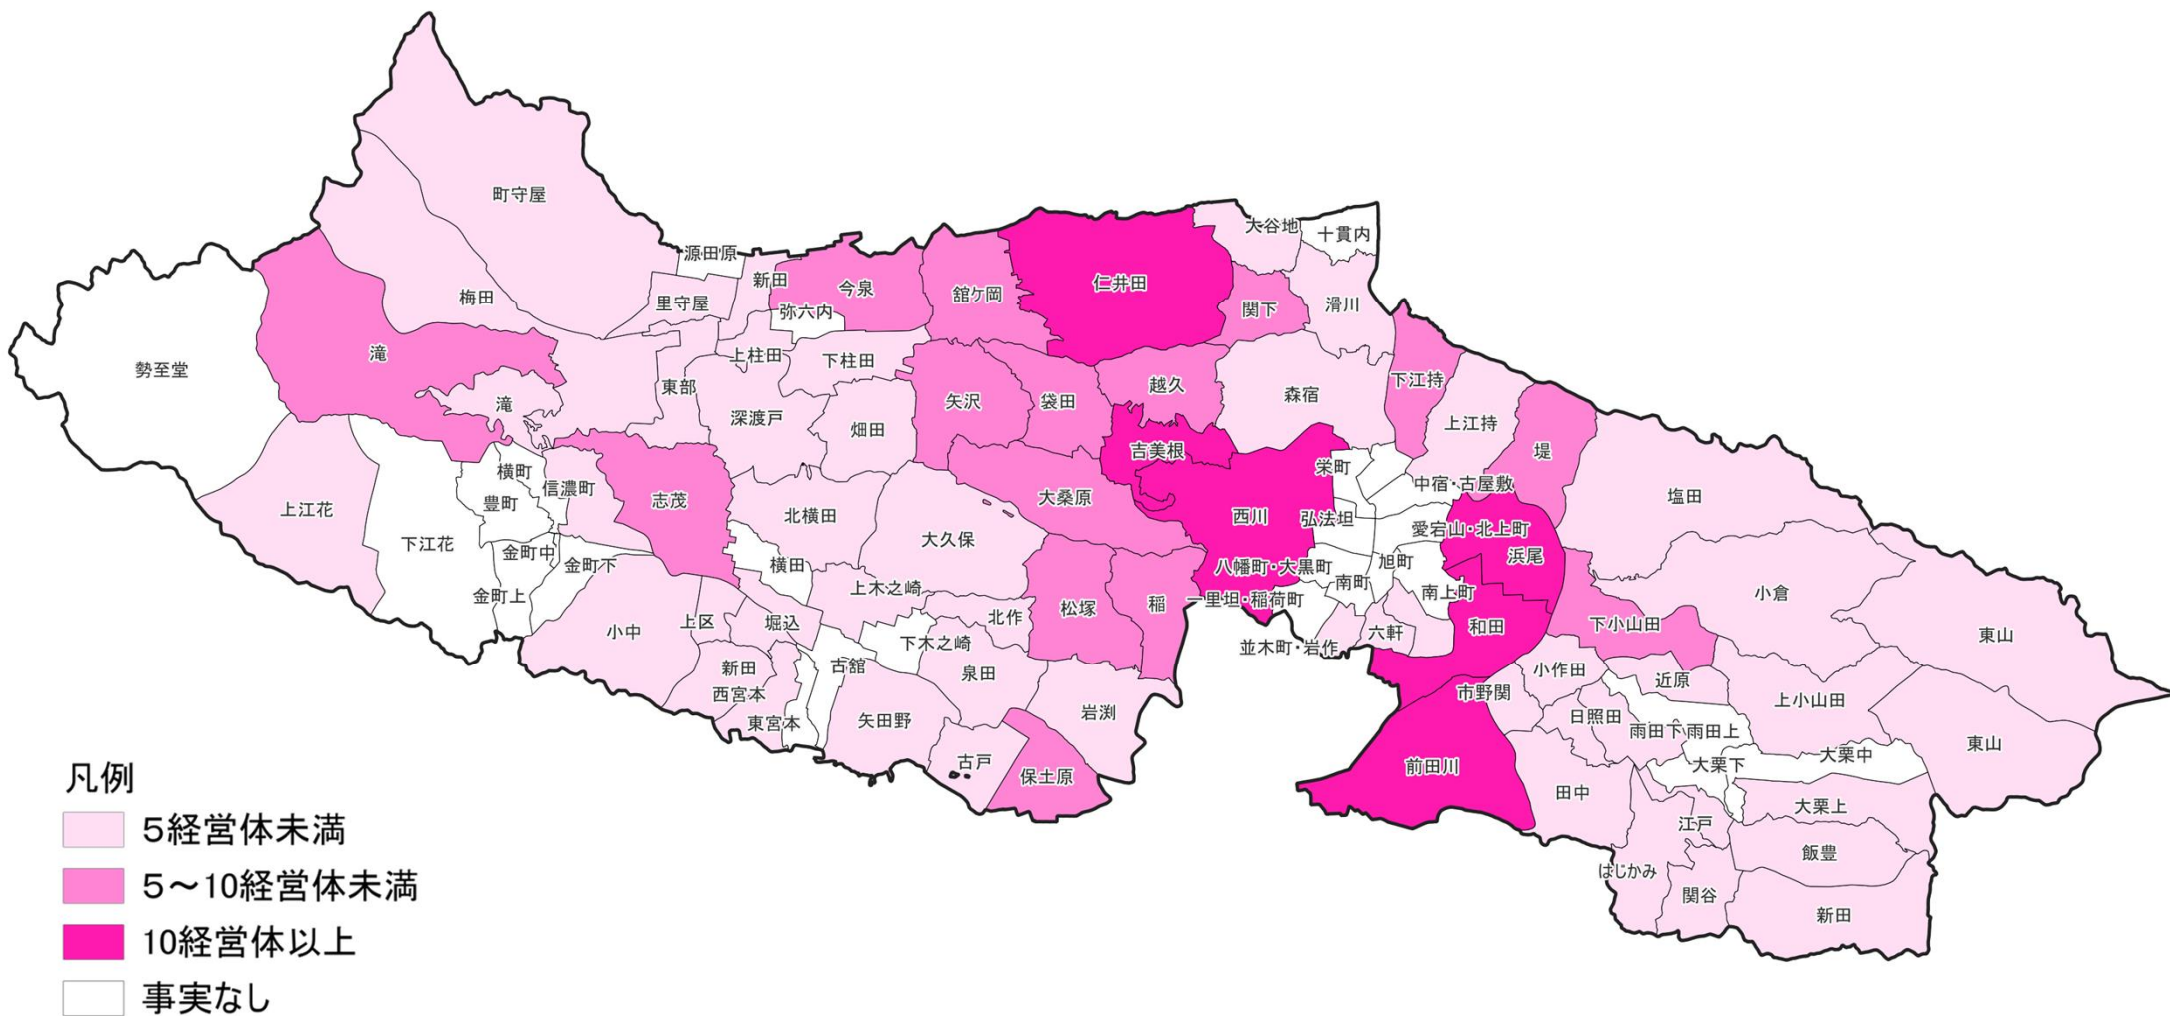 町守屋
大谷地
十貫内
源田原
新田
今泉
舘ケ岡
仁井田
梅田
里守屋
弥六内
関下
滑川
滝
勢至堂
上柱田
下柱田
東部
越久
森宿
下江持
滝
深渡戸
畑田
矢沢
袋田
上江持
吉美根
堤
横町
信濃町
志茂
栄町
中宿・古屋敷
豊町
大桑原
塩田
上江花
北横田
西川
弘法坦
愛宕山・北上町
下江花
金町中
大久保
浜尾
金町下
横田
八幡町・大黒町
旭町
金町上
上木之崎
南町
南上町
一里坦・稲荷町
小倉
小中
上区
堀込
北作
松塚
稲
六軒
和田
下小山田
東山
下木之崎
並木町・岩作
新田
古舘
泉田
小作田
近原
西宮本
市野関
上小山田
東宮本
矢田野
岩渕
日照田
雨田下
雨田上
東山
古戸
保土原
前田川
大栗下
大栗中
田中
江戸
大栗上
飯豊
はじかみ
関谷
新田
凡例
5経営体未満
5～10経営体未満
10経営体以上
事実なし